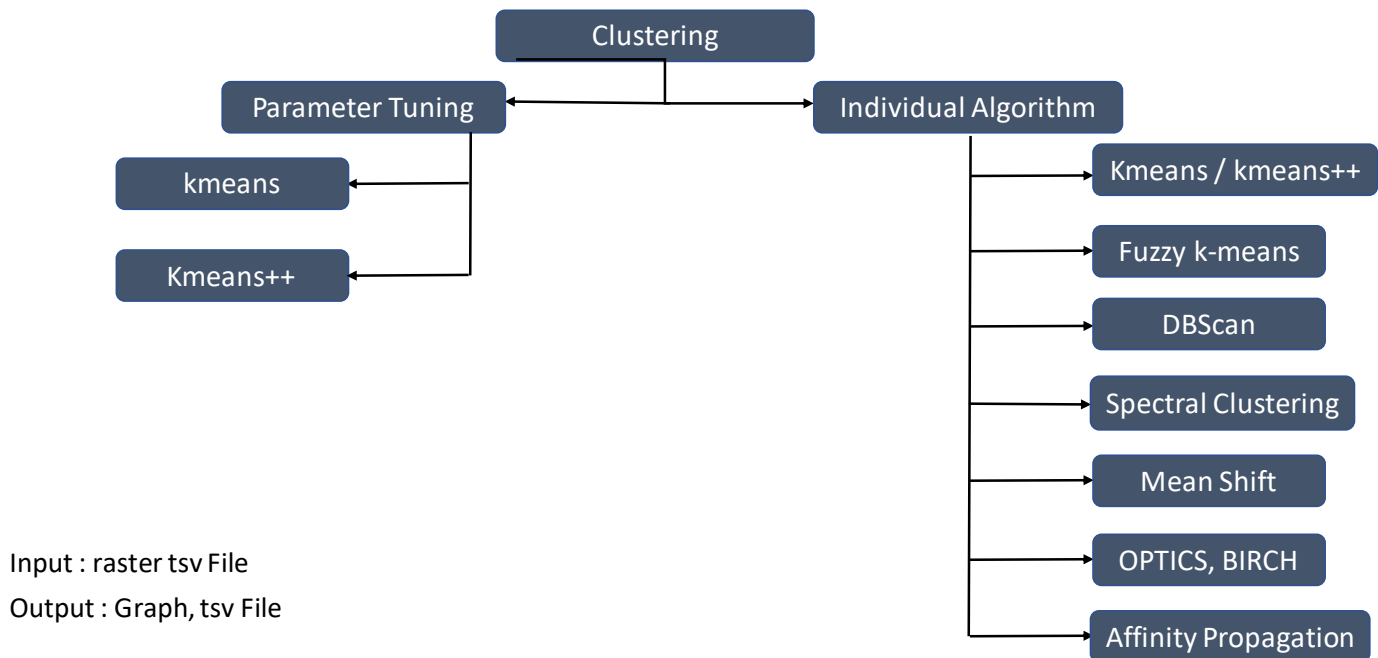 Clustering
Parameter Tuning
Individual Algorithm
kmeans
Kmeans++
Kmeans / kmeans++
Fuzzy k-means
DBScan
Spectral Clustering
Mean Shift
OPTICS, BIRCH
Affinity Propagation
Input : raster tsv File
Output : Graph, tsv File